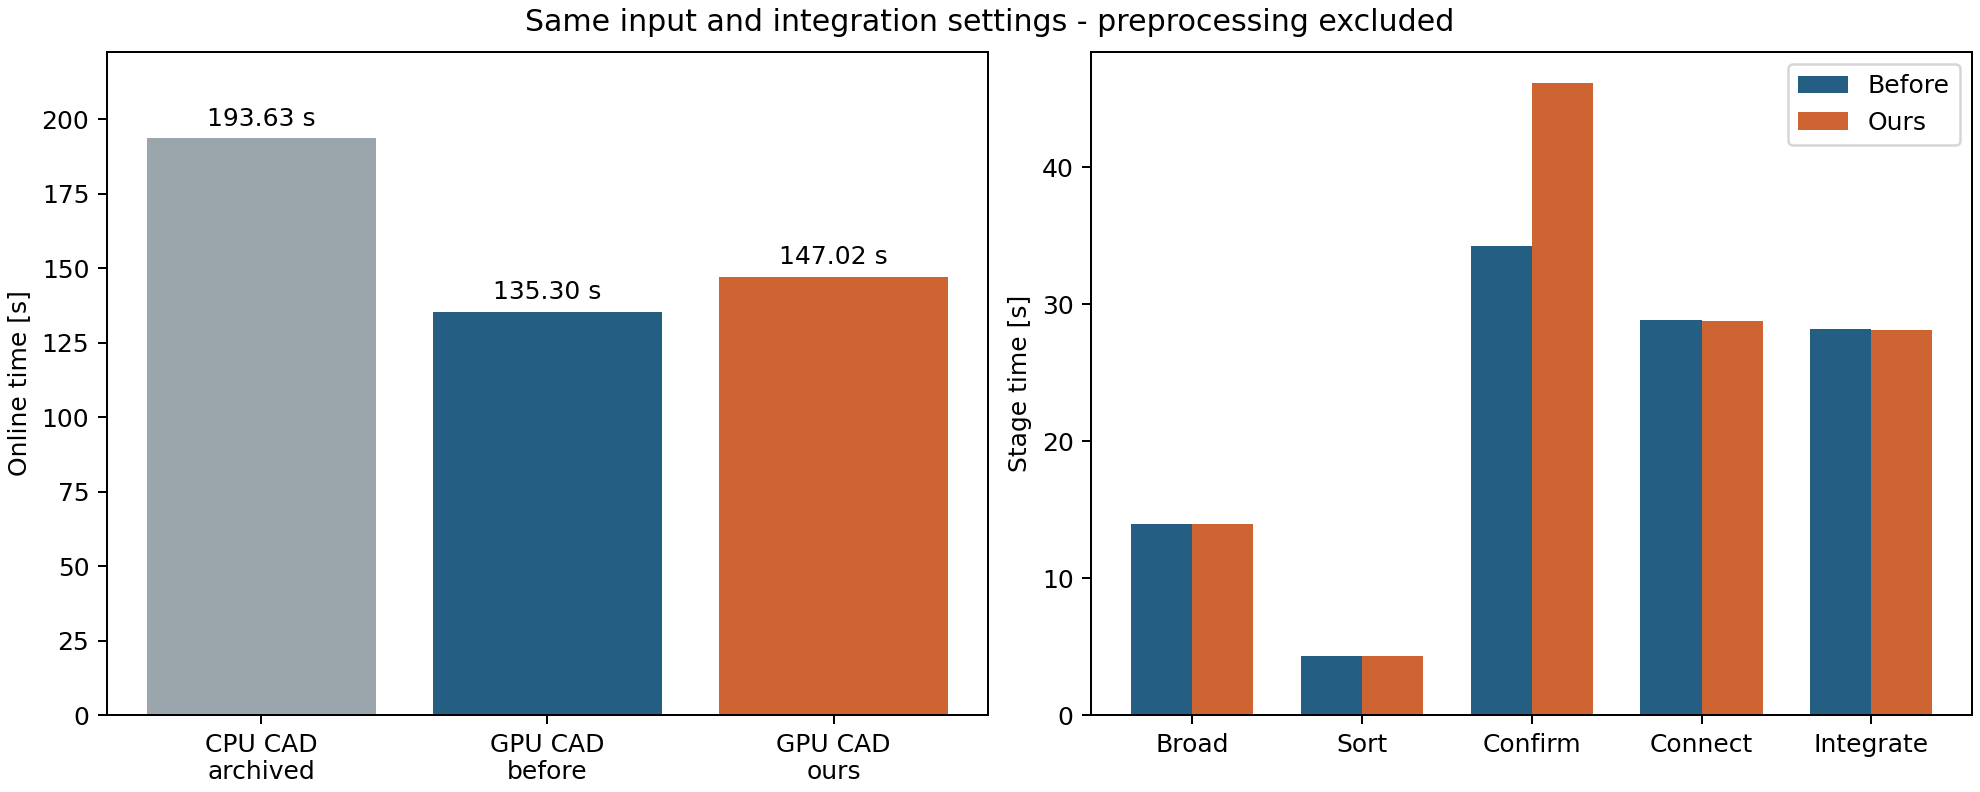 Same input and integration settings - preprocessing excluded
Online time [s]
200
175
150
125
100
75
50
25
0
193.63 s
135.30 s
147.02 s
CPU CAD
archived
GPU CAD
before
GPU CAD
ours
Stage time [s]
40
30
20
10
0
Before
Ours
Broad
Sort
Confirm
Connect
Integrate